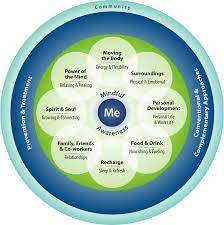 Community
Prevention & Treatment
Conventional &
Complementary Approaches
Moving
the Body
Energy & Flexibility
Surroundings
Physical & Emotional
Personal
Development
Personal Life
& Work Life
Food & Drink
Nourishing & Fueling
Recharge
Sleep & Refresh
Family, Friends
& Co-workers
Relationships
Spirit & Soul
Growing & Connecting
Power of
the Mind
Relaxing & Healing
Mindful
Me
Awareness